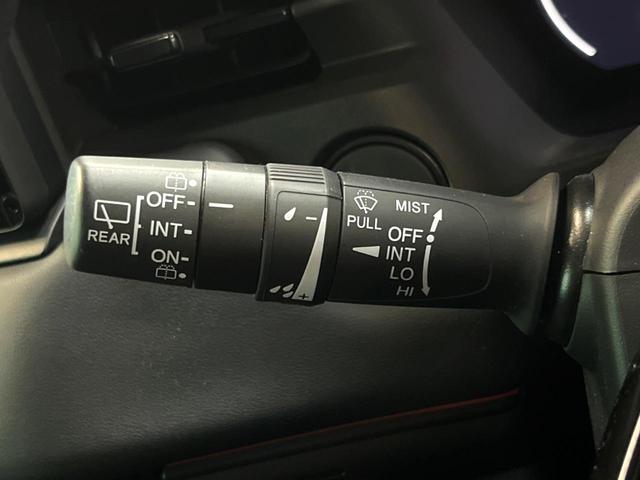 OFF-
REAR
INT-
ON-
-
-
+
PULL
MIST
OFF
INT
LO
HI